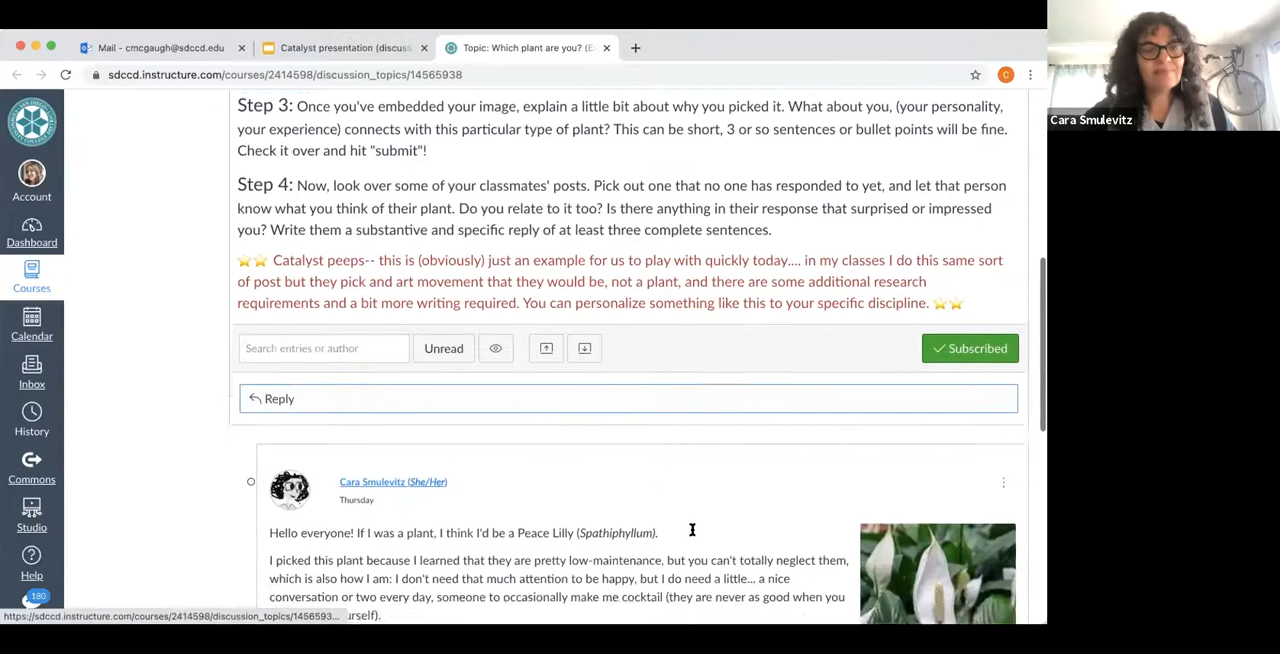 Mail - cmcgaugh@sdccd.edu
Catalyst presentation (discuss
Topic: Which plant are you? (E
sdccd.instructure.com/courses/2414598/discussion_topics/14565938
C
Cara Smulevitz
Account
Dashboard
Courses
Calendar
Inbox
History
Commons
Studio
Help
180
Step 3: Once you've embedded your image, explain a little bit about why you picked it. What about you, (your personality,
your experience) connects with this particular type of plant? This can be short, 3 or so sentences or bullet points will be fine.
Check it over and hit "submit"!
Step 4: Now, look over some of your classmates' posts. Pick out one that no one has responded to yet, and let that person
know what you think of their plant. Do you relate to it too? Is there anything in their response that surprised or impressed
you? Write them a substantive and specific reply of at least three complete sentences.
Catalyst peeps-- this is (obviously) just an example for us to play with quickly today.... in my classes I do this same sort
of post but they pick and art movement that they would be, not a plant, and there are some additional research
requirements and a bit more writing required. You can personalize something like this to your specific discipline.
Search entries or author
Unread
Subscribed
Reply
Cara Smulevitz (She/Her)
Thursday
Hello everyone! If I was a plant, I think I'd be a Peace Lilly (Spathiphyllum).
I picked this plant because I learned that they are pretty low-maintenance, but you can't totally neglect them,
which is also how I am: I don't need that much attention to be happy, but I do need a little... a nice
conversation or two every day, someone to occasionally make me cocktail (they are never as good when you
urself).
https://sdccd.instructure.com/courses/2414598/discussion_topics/1456593...